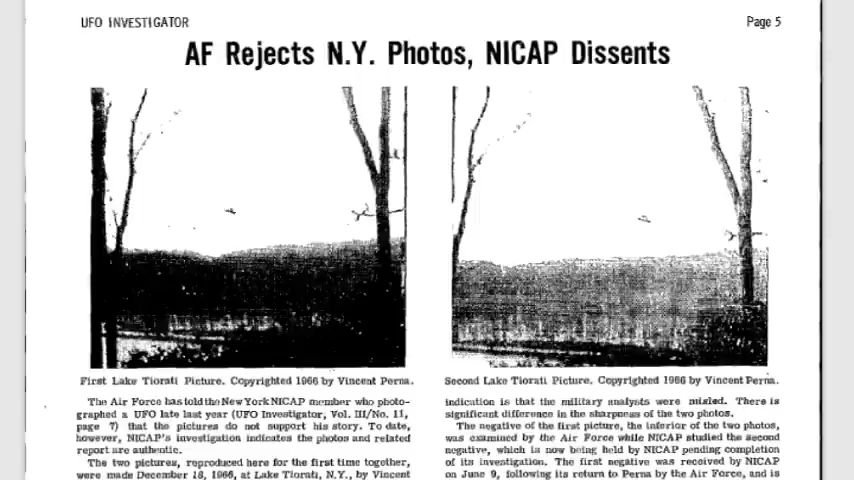 UFO INVESTIGATOR
Page 5
AF Rejects N.Y. Photos, NICAP Dissents
First Lake Tiorati Picture. Copyrighted 1966 by Vincent Perna.
Second Lake Tiorati Picture. Copyrighted 1966 by Vincent Perna.
The Air Force has told the New York NICAP member who photo-
graphed a UFO late last year (UFO Investigator, Vol. III/No. 11,
page 7) that the pictures do not support his story. To date,
however, NICAP's investigation indicates the photos and related
report are authentic.
The two pictures, reproduced here for the first time together,
were made December 18, 1966, at Lake Tiorati, N.Y., by Vincent
indication is that the military analysts were misled. There is
significant difference in the sharpness of the two photos.
The negative of the first picture, the inferior of the two photos,
was examined by the Air Force while NICAP studied the second
negative, which is now being held by NICAP pending completion
of its investigation. The first negative was received by NICAP
on June 9, following its return to Perna by the Air Force, and is